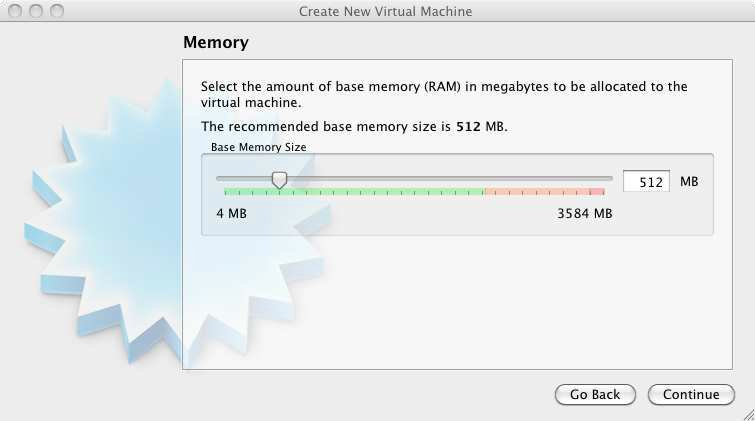 Create New Virtual Machine
Memory
Select the amount of base memory (RAM) in megabytes to be allocated to the
virtual machine.
The recommended base memory size is 512 MB.
Base Memory Size
512 MB
4 MB 3584 MB
Go Back Continue